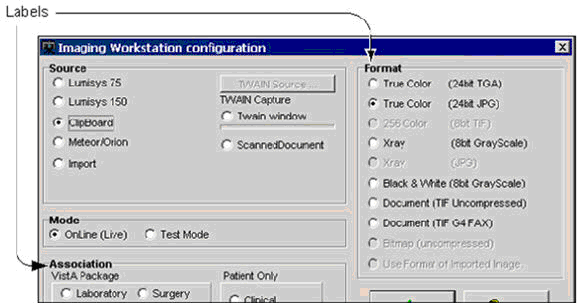 Labels
Imaging Workstation configuration
Source
Lumisys 75
Lumisys 150
ClipBoard
Meteor/Orion
Import
TWAIN Source ...
TWAIN Capture
Twain window
ScannedDocument
Mode
OnLine (Live) Test Mode
Association
VistA Package
Laboratory Surgery
Patient Only
Clinical
Format
True Color (24bit TGA)
True Color (24bit JPG)
256 Color (8bit TIF)
Xray (8bit GrayScale)
Xray (JPG)
Black & White (8bit GrayScale)
Document (TIF Uncompressed)
Document (TIF G4 FAX)
Bitmap (uncompressed)
Use Format of Imported Image.